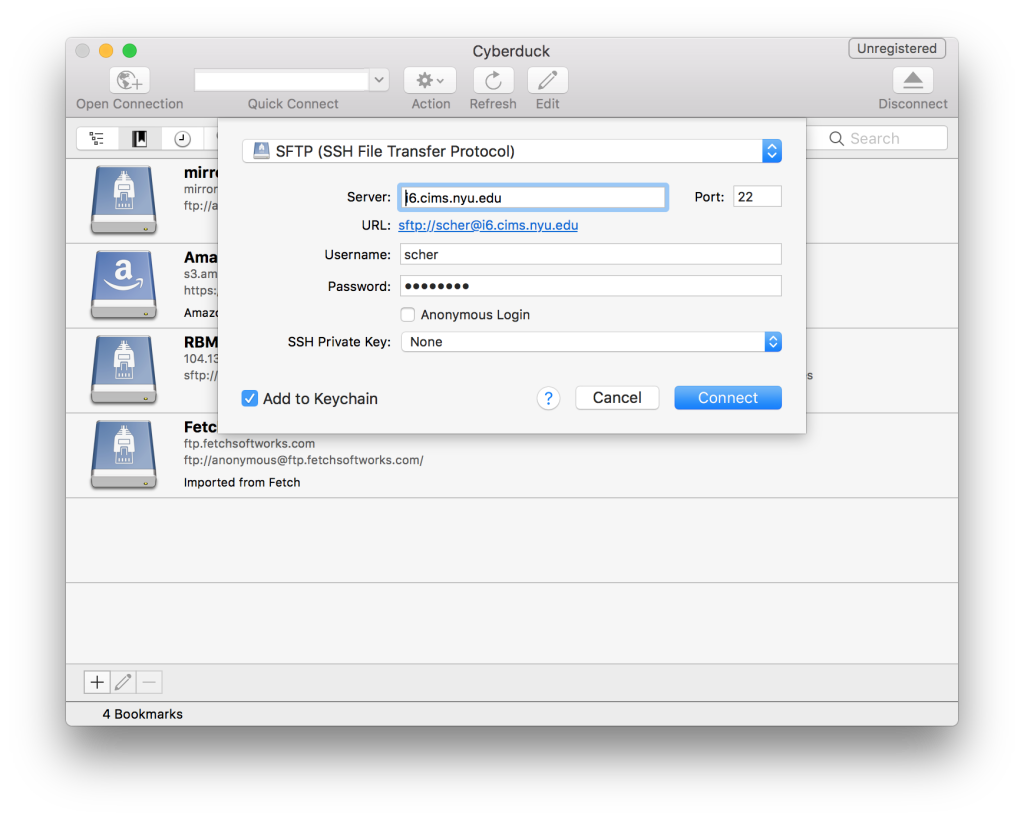 Cyberduck
Unregistered
Open Connection
Quick Connect
Action
Refresh
Edit
Disconnect
Search
SFTP (SSH File Transfer Protocol)
Server: i6.cims.nyu.edu Port: 22
URL: sftp://scher@i6.cims.nyu.edu
Username: scher
Password: ••••••••
Anonymous Login
SSH Private Key: None
Add to Keychain
? Cancel Connect
mirr
mirror
ftp://a
Ama
s3.am
https:
Amazo
RBM
104.13
sftp:// s
Fetc
ftp.fetchsoftworks.com
ftp://anonymous@ftp.fetchsoftworks.com/
Imported from Fetch
4 Bookmarks